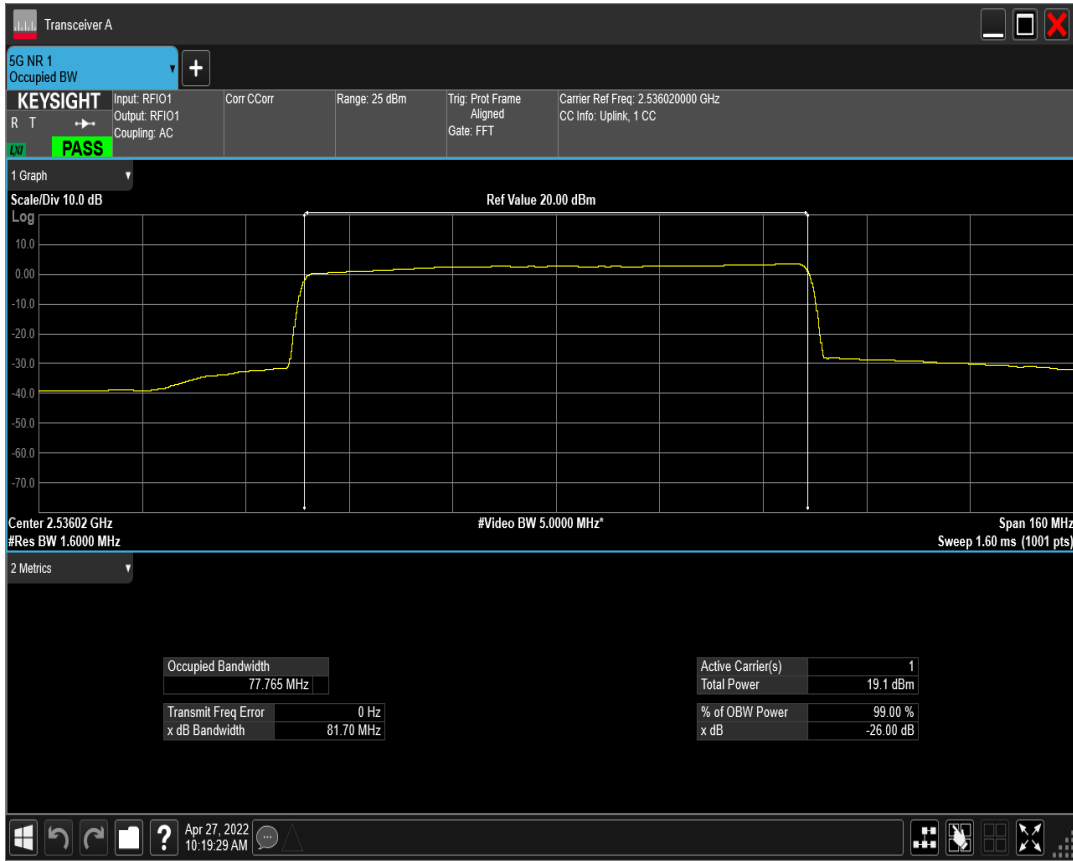 Transceiver A
5G NR 1
Occupied BW
KEYSIGHT
R T
LXI
PASS
Input: RFIO1
Output: RFIO1
Coupling: AC
Corr CCorr
Range: 25 dBm
Trig: Prot Frame
Aligned
Gate: FFT
Carrier Ref Freq: 2.536020000 GHz
CC Info: Uplink, 1 CC
1 Graph
Scale/Div 10.0 dB
Ref Value 20.00 dBm
Log
10.0
0.00
-10.0
-20.0
-30.0
-40.0
-50.0
-60.0
-70.0
Center 2.53602 GHz
#Video BW 5.0000 MHz*
Span 160 MHz
#Res BW 1.6000 MHz
Sweep 1.60 ms (1001 pts)
2 Metrics
Occupied Bandwidth
77.765 MHz
Transmit Freq Error 0 Hz
x dB Bandwidth 81.70 MHz
Active Carrier(s) 1
Total Power 19.1 dBm
% of OBW Power 99.00 %
x dB -26.00 dB
?
Apr 27, 2022
10:19:29 AM